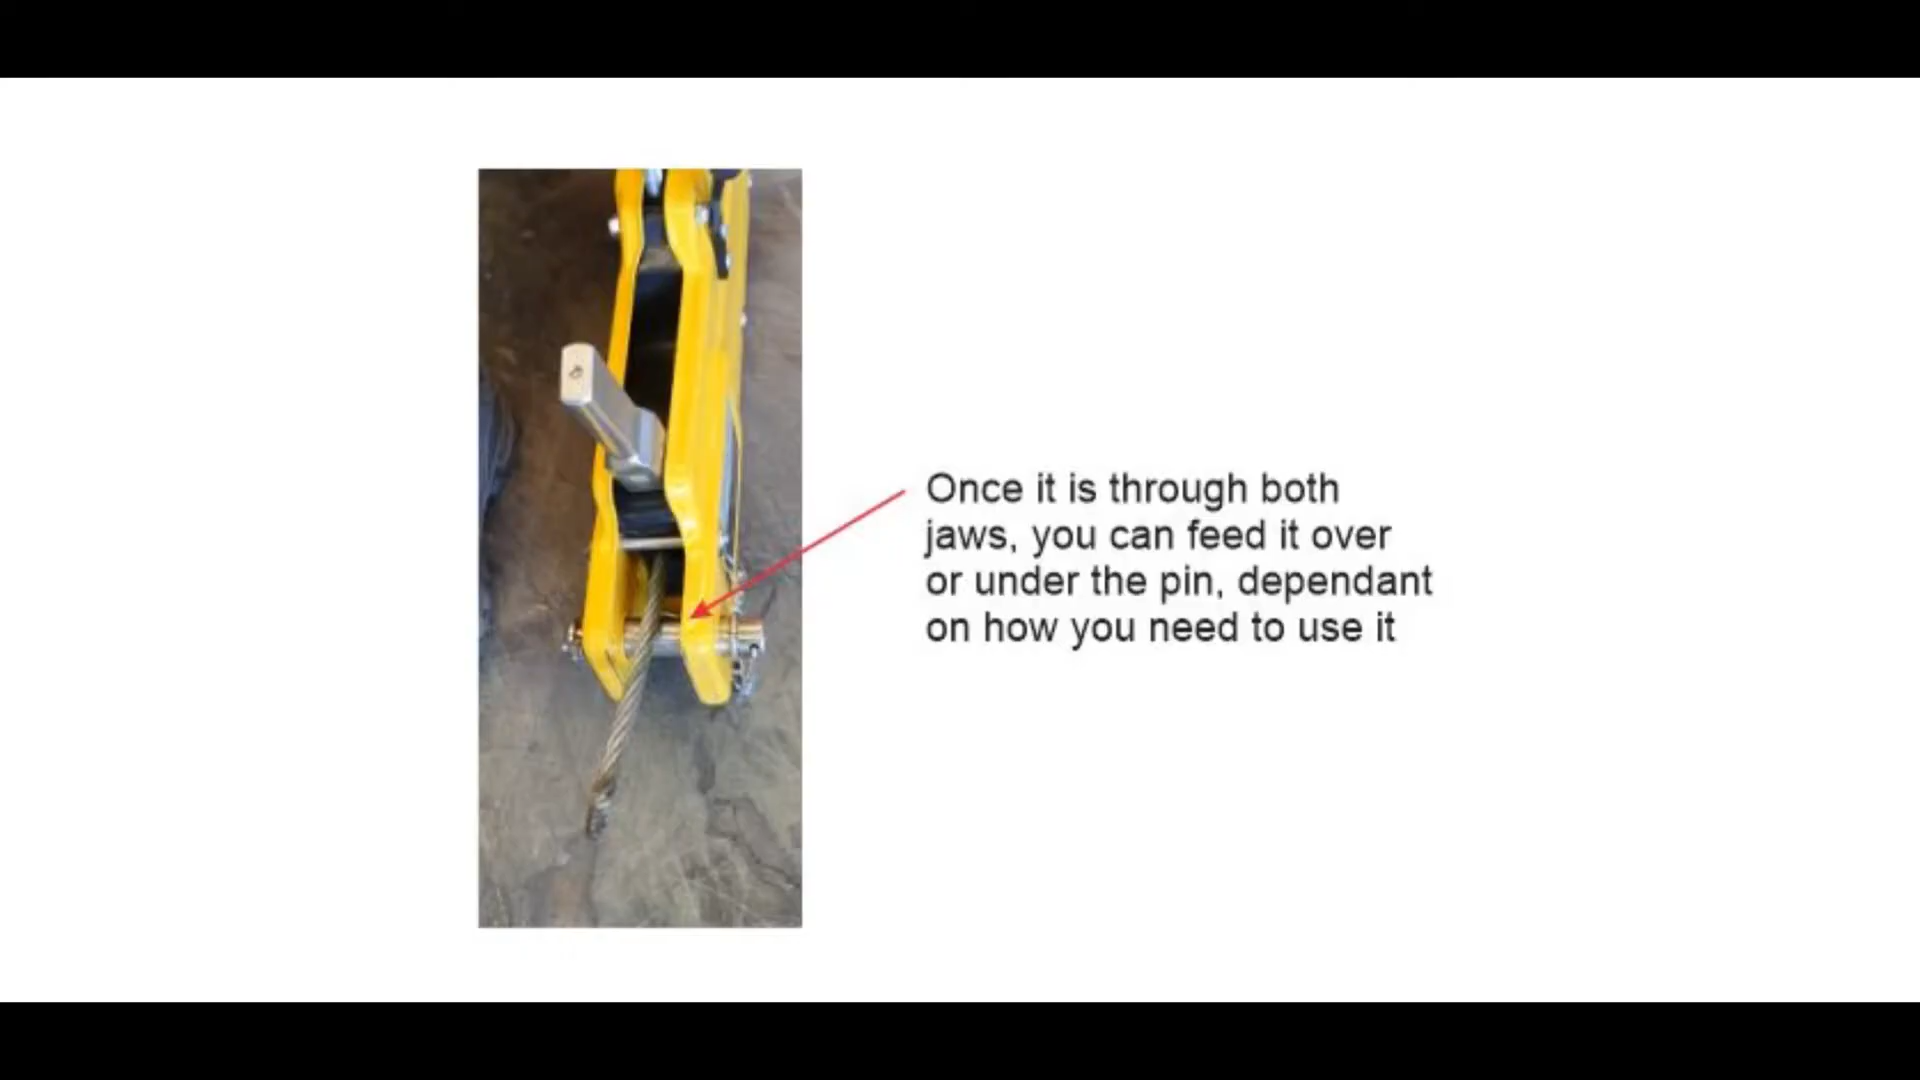 Once it is through both
jaws, you can feed it over
or under the pin, dependant
on how you need to use it